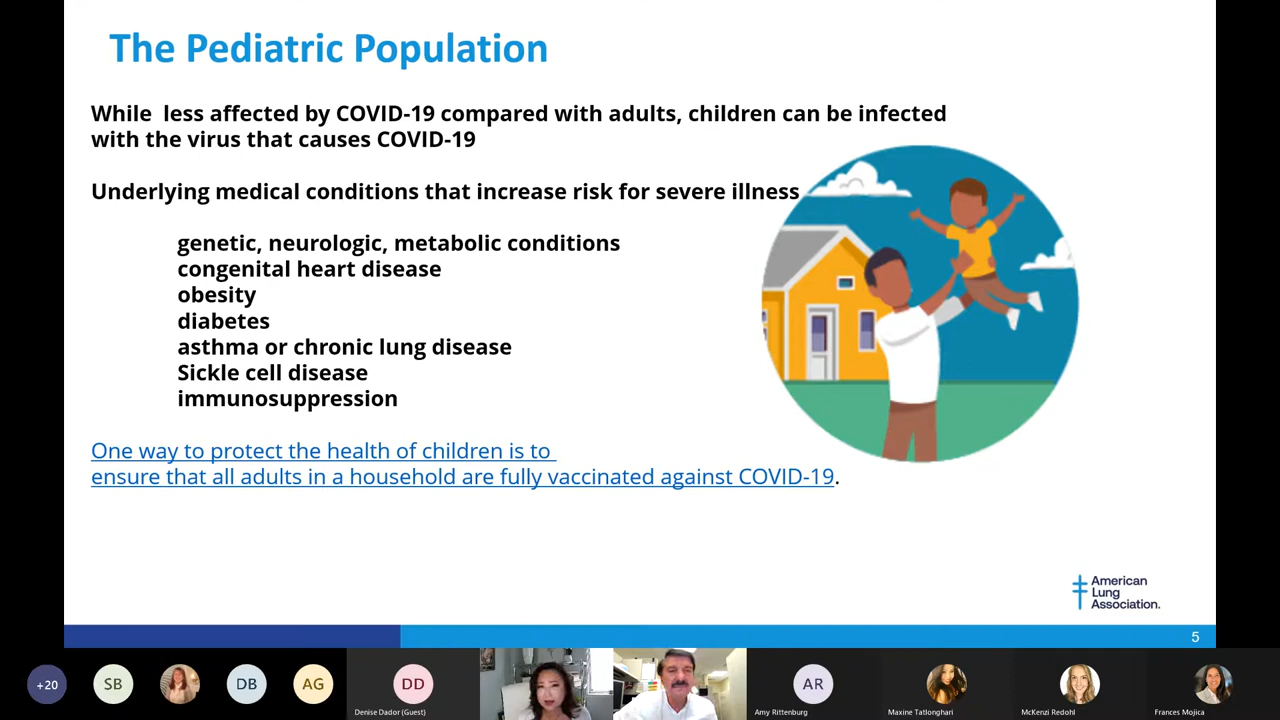 The Pediatric Population
While  less affected by COVID-19 compared with adults, children can be infected
with the virus that causes COVID-19
Underlying medical conditions that increase risk for severe illness
genetic, neurologic, metabolic conditions
congenital heart disease
obesity
diabetes
asthma or chronic lung disease
Sickle cell disease
immunosuppression
One way to protect the health of children is to
ensure that all adults in a household are fully vaccinated against COVID-19.
American
Lung
Association.
5
+20
SB
DB
AG
DD
Denise Dador (Guest)
AR
Amy Rittenburg
Maxine Tatlonghari
McKenzi Redohl
Frances Mojica